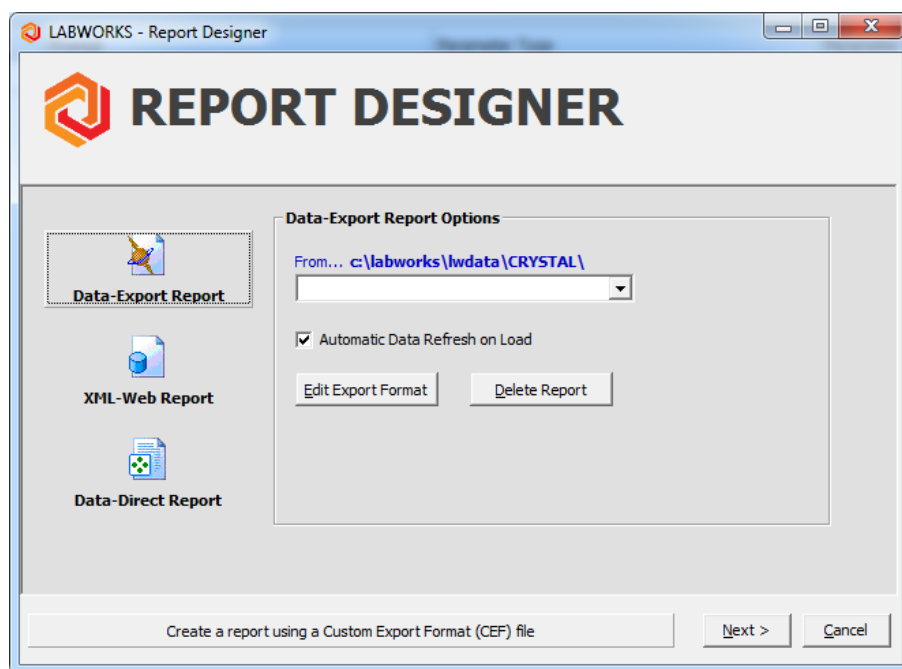 LABWORKS - Report Designer
Parameter Type
REPORT DESIGNER
Data-Export Report
XML-Web Report
Data-Direct Report
Data-Export Report Options
From... c:\labworks\lwdata\CRYSTAL\
Automatic Data Refresh on Load
Edit Export Format
Delete Report
Create a report using a Custom Export Format (CEF) file
Next >
Cancel